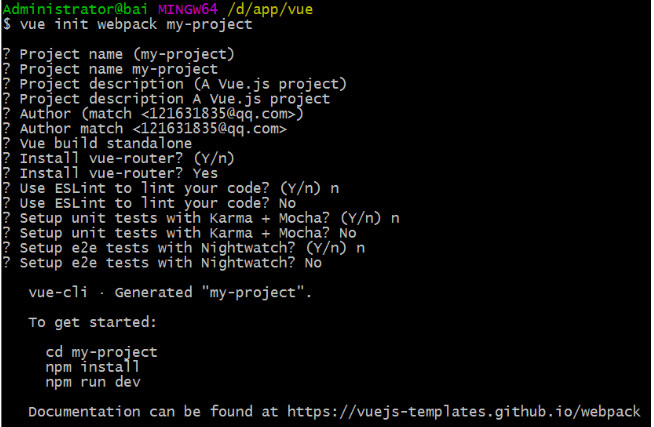 Administrator@bai MINGW64 /d/app/vue
$ vue init webpack my-project
? Project name (my-project)
? Project name my-project
? Project description (A Vue.js project)
? Project description A Vue.js project
? Author (match <121631835@qq.com>)
? Author match <121631835@qq.com>
? Vue build standalone
? Install vue-router? (Y/n)
? Install vue-router? Yes
? Use ESLint to lint your code? (Y/n) n
? Use ESLint to lint your code? No
? Setup unit tests with Karma + Mocha? (Y/n) n
? Setup unit tests with Karma + Mocha? No
? Setup e2e tests with Nightwatch? (Y/n) n
? Setup e2e tests with Nightwatch? No
vue-cli · Generated "my-project".
To get started:
cd my-project
npm install
npm run dev
Documentation can be found at https://vuejs-templates.github.io/webpack